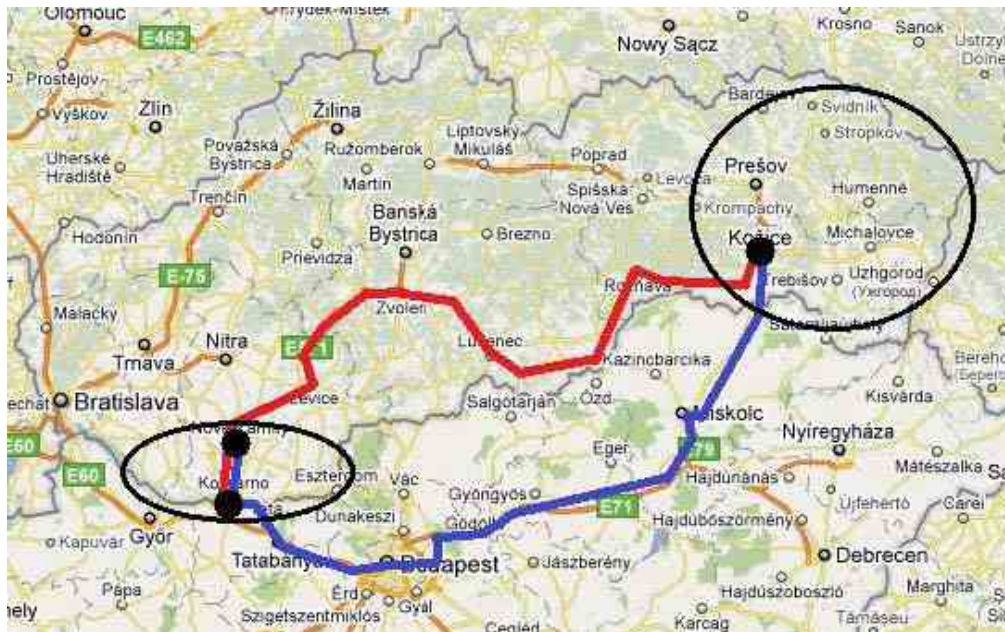 Olomouc
Frýdek-Místek
Nowy Sącz
Krosno
Sanok
E462
Prostějov
Vyškov
Zlín
Žilina
Bardejov
Svidník
Stropkov
Uherské
Hradiště
Považská
Bystrica
Ružomberok
Liptovský
Mikuláš
Poprad
Levoča
Prešov
Martin
Spišská
Nová Ves
Krompachy
Humenné
Trenčín
Banská
Bystrica
Brezno
Košice
Michalovce
Hodonín
Prievidza
E-75
Rožňava
Trebišov
Uzhgorod
(Ужгород)
Malacky
Zvolen
Trnava
Nitra
Lučenec
Kazincbarcika
Levice
Ózd
Kisvárda
Bratislava
Salgótarján
Miskolc
Nyíregyháza
E60
E60
Komárno
Esztergom
Vác
Eger
E79
Mátészalka
Gyöngyös
Hajdúnánás
Újfehértó
Carei
Győr
Dunakeszi
E71
Hajdúböszörmény
Kapuvár
Tatabánya
Budapest
Jászberény
Debrecen
Pápa
Érd
Gyál
Hajdúszoboszló
Marghita
Szigetszentmiklós
Cegléd
Karcag